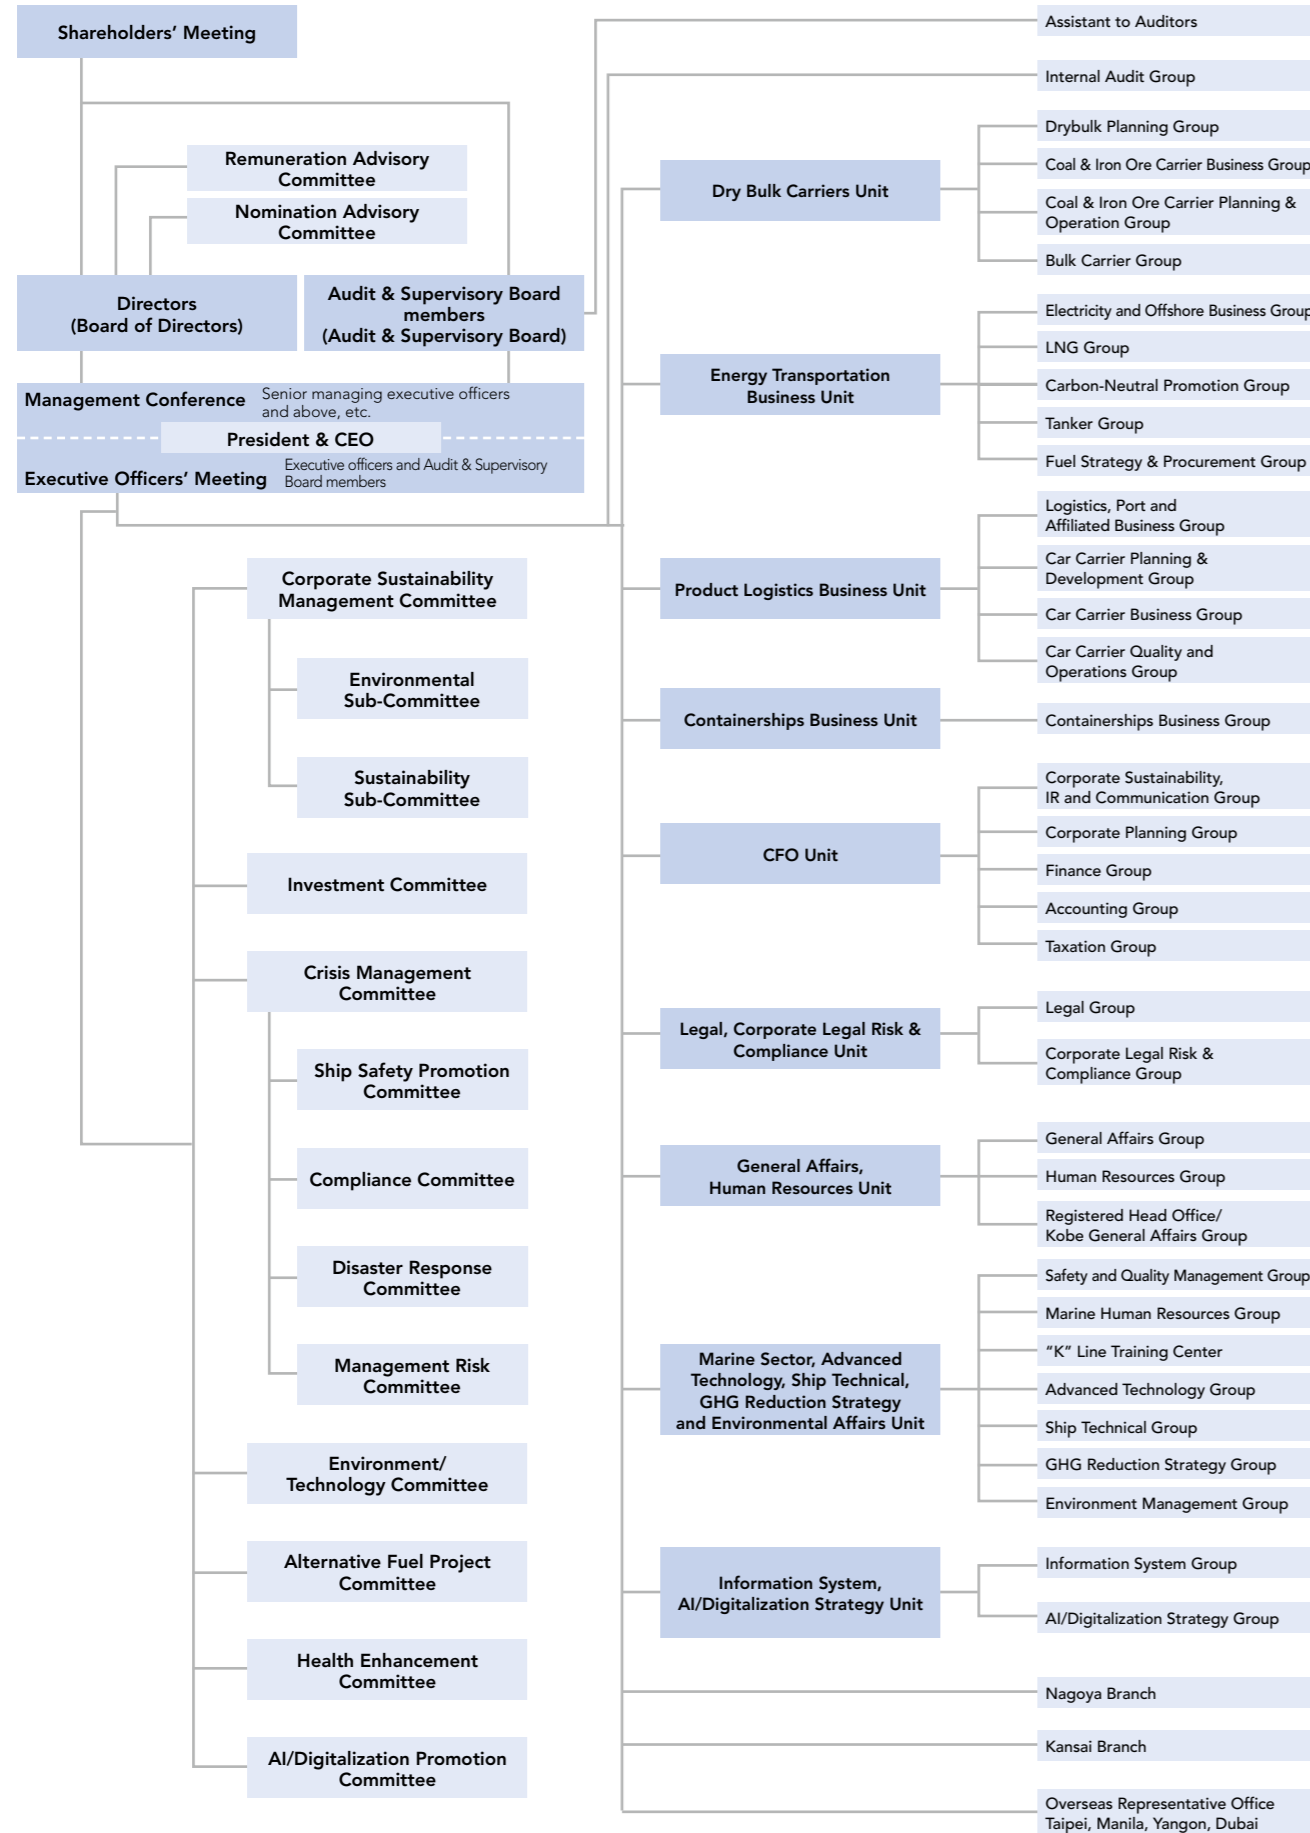 Shareholders’ Meeting
Remuneration Advisory
Committee
Nomination Advisory
Committee
Directors
(Board of Directors)
Audit & Supervisory Board
members
(Audit & Supervisory Board)
Management Conference
Senior managing executive officers
and above, etc.
President & CEO
Executive Officers’ Meeting
Executive officers and Audit & Supervisory
Board members
Corporate Sustainability
Management Committee
Environmental
Sub-Committee
Sustainability
Sub-Committee
Investment Committee
Crisis Management
Committee
Ship Safety Promotion
Committee
Compliance Committee
Disaster Response
Committee
Management Risk
Committee
Environment/
Technology Committee
Alternative Fuel Project
Committee
Health Enhancement
Committee
AI/Digitalization Promotion
Committee
Assistant to Auditors
Internal Audit Group
Dry Bulk Carriers Unit
Drybulk Planning Group
Coal & Iron Ore Carrier Business Group
Coal & Iron Ore Carrier Planning &
Operation Group
Bulk Carrier Group
Energy Transportation
Business Unit
Electricity and Offshore Business Group
LNG Group
Carbon-Neutral Promotion Group
Tanker Group
Fuel Strategy & Procurement Group
Product Logistics Business Unit
Logistics, Port and
Affiliated Business Group
Car Carrier Planning &
Development Group
Car Carrier Business Group
Car Carrier Quality and
Operations Group
Containerships Business Unit
Containerships Business Group
CFO Unit
Corporate Sustainability,
IR and Communication Group
Corporate Planning Group
Finance Group
Accounting Group
Taxation Group
Legal, Corporate Legal Risk &
Compliance Unit
Legal Group
Corporate Legal Risk &
Compliance Group
General Affairs,
Human Resources Unit
General Affairs Group
Human Resources Group
Registered Head Office/
Kobe General Affairs Group
Marine Sector, Advanced
Technology, Ship Technical,
GHG Reduction Strategy
and Environmental Affairs Unit
Safety and Quality Management Group
Marine Human Resources Group
“K” Line Training Center
Advanced Technology Group
Ship Technical Group
GHG Reduction Strategy Group
Environment Management Group
Information System,
AI/Digitalization Strategy Unit
Information System Group
AI/Digitalization Strategy Group
Nagoya Branch
Kansai Branch
Overseas Representative Office
Taipei, Manila, Yangon, Dubai